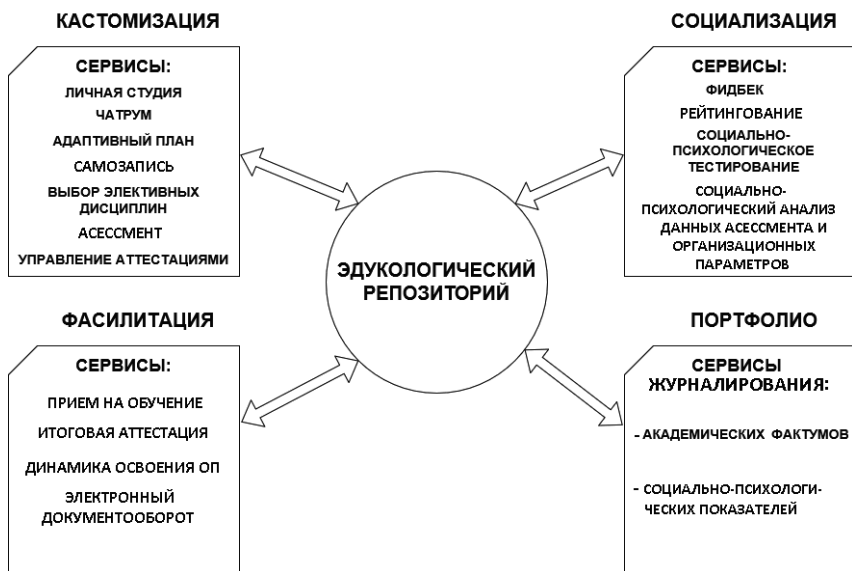 КАСТОМИЗАЦИЯ
СЕРВИСЫ:
ЛИЧНАЯ СТУДИЯ
ЧАТРУМ
АДАПТИВНЫЙ ПЛАН
САМОЗАПИСЬ
ВЫБОР ЭЛЕКТИВНЫХ
ДИСЦИПЛИН
АСЕССМЕНТ
УПРАВЛЕНИЕ АТТЕСТАЦИЯМИ
СОЦИАЛИЗАЦИЯ
СЕРВИСЫ:
ФИДБЕК
РЕЙТИНГОВАНИЕ
СОЦИАЛЬНО-
ПСИХОЛОГИЧЕСКОЕ
ТЕСТИРОВАНИЕ
СОЦИАЛЬНО-
ПСИХОЛОГИЧЕСКИЙ АНАЛИЗ
ДАННЫХ АСЕССМЕНТА И
ОРГАНИЗАЦИОННЫХ
ПАРАМЕТРОВ
ЭДУКОЛОГИЧЕСКИЙ
РЕПОЗИТОРИЙ
ФАСИЛИТАЦИЯ
СЕРВИСЫ:
ПРИЕМ НА ОБУЧЕНИЕ
ИТОГОВАЯ АТТЕСТАЦИЯ
ДИНАМИКА ОСВОЕНИЯ ОП
ЭЛЕКТРОННЫЙ
ДОКУМЕНТООБОРОТ
ПОРТФОЛИО
СЕРВИСЫ
ЖУРНАЛИРОВАНИЯ:
- АКАДЕМИЧЕСКИХ ФАКТУМОВ
- СОЦИАЛЬНО-ПСИХОЛОГИ-
ЧЕСКИХ ПОКАЗАТЕЛЕЙ